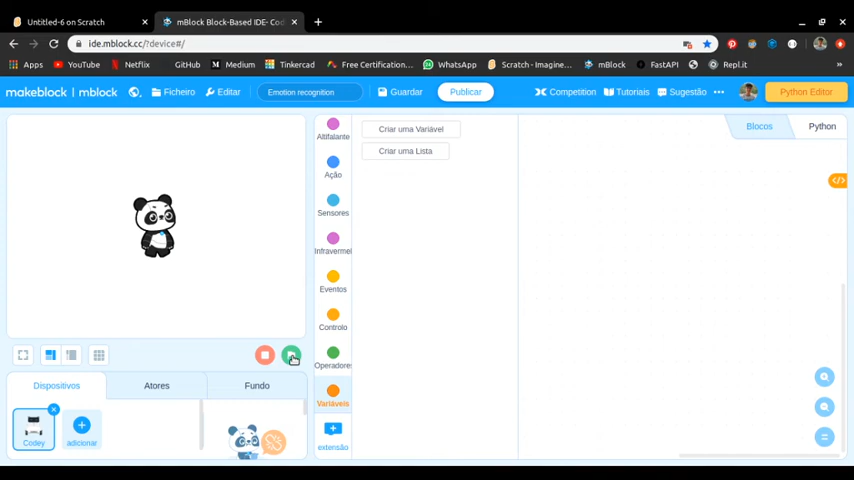 Untitled-6 on Scratch
mBlock Block-Based IDE- Co
ide.mblock.cc/?device#/
Apps YouTube Netflix GitHub Medium Tinkercad Free Certification… WhatsApp Scratch - Imagine… mBlock FastAPI Repl.it »
makeblock | mblock Ficheiro Editar Emotion recognition Guardar Publicar Competition Tutoriais Sugestão Python Editor
Criar uma Variável
Criar uma Lista
Blocos Python
Altifalante
Ação
Sensores
Infravermel
Eventos
Controlo
Operadore
Variáveis
extensão
Dispositivos Atores Fundo
Codey adicionar